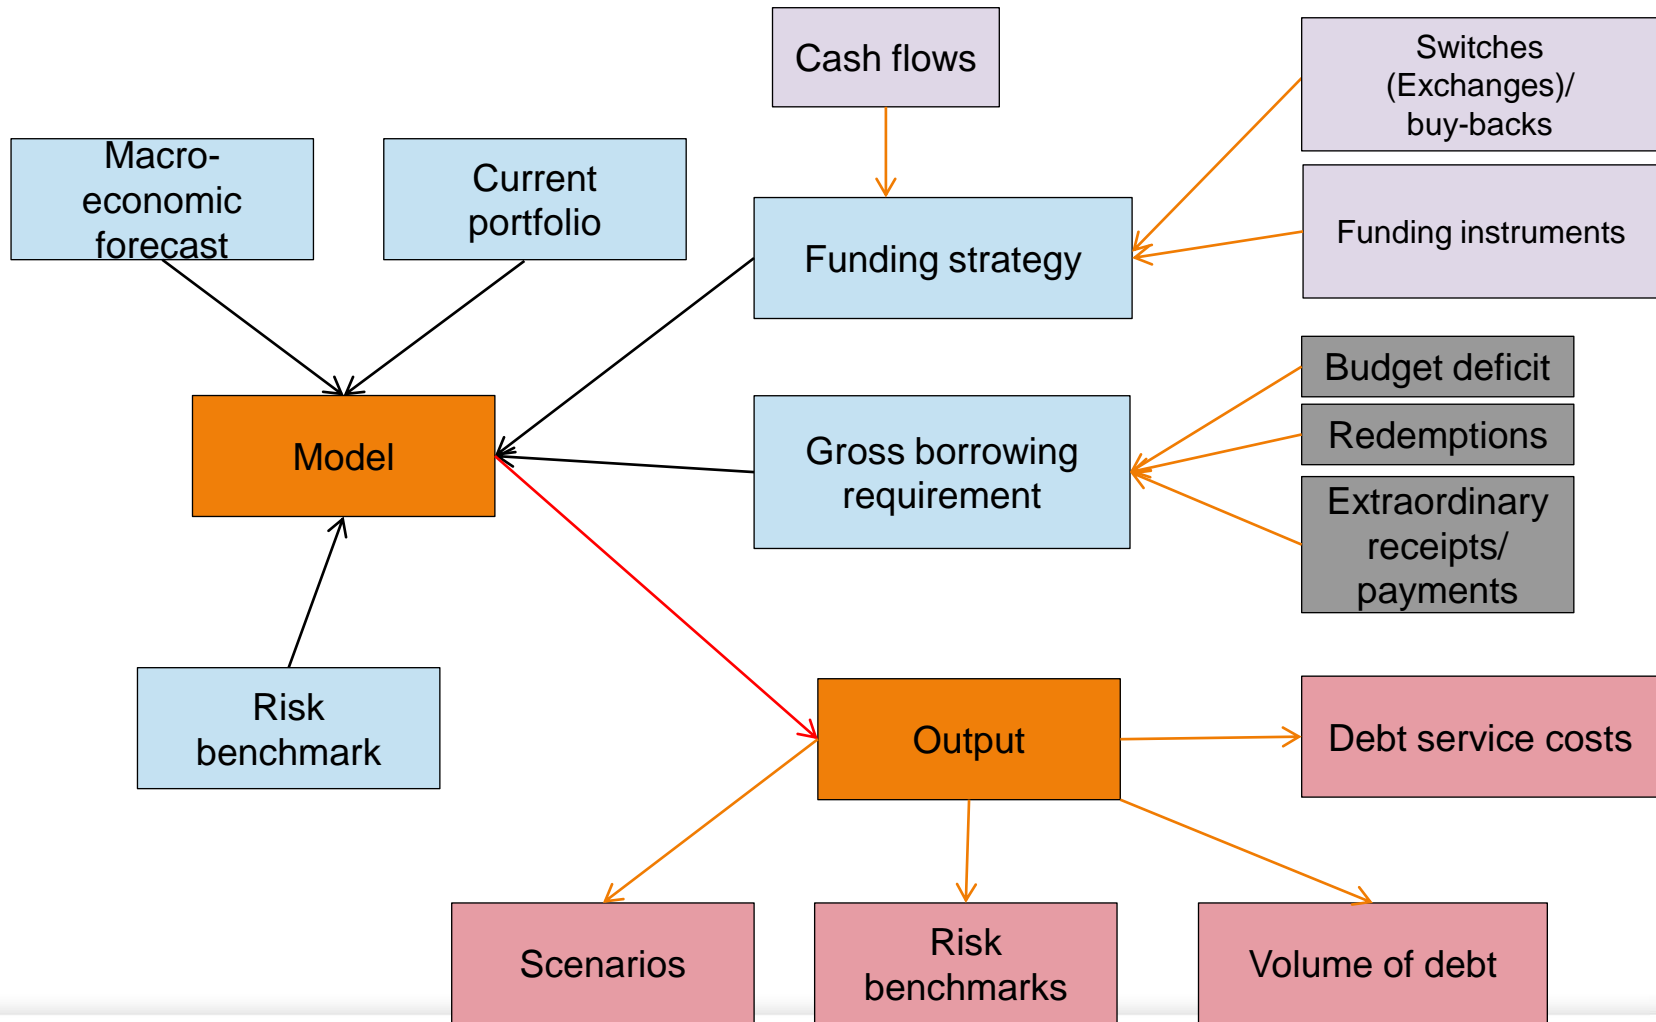 Cash flows
Switches
(Exchanges)/
buy-backs
Macro-
economic
forecast
Current
portfolio
Funding strategy
Funding instruments
Budget deficit
Redemptions
Extraordinary
receipts/
payments
Model
Gross borrowing
requirement
Risk
benchmark
Output
Debt service costs
Scenarios
Risk
benchmarks
Volume of debt